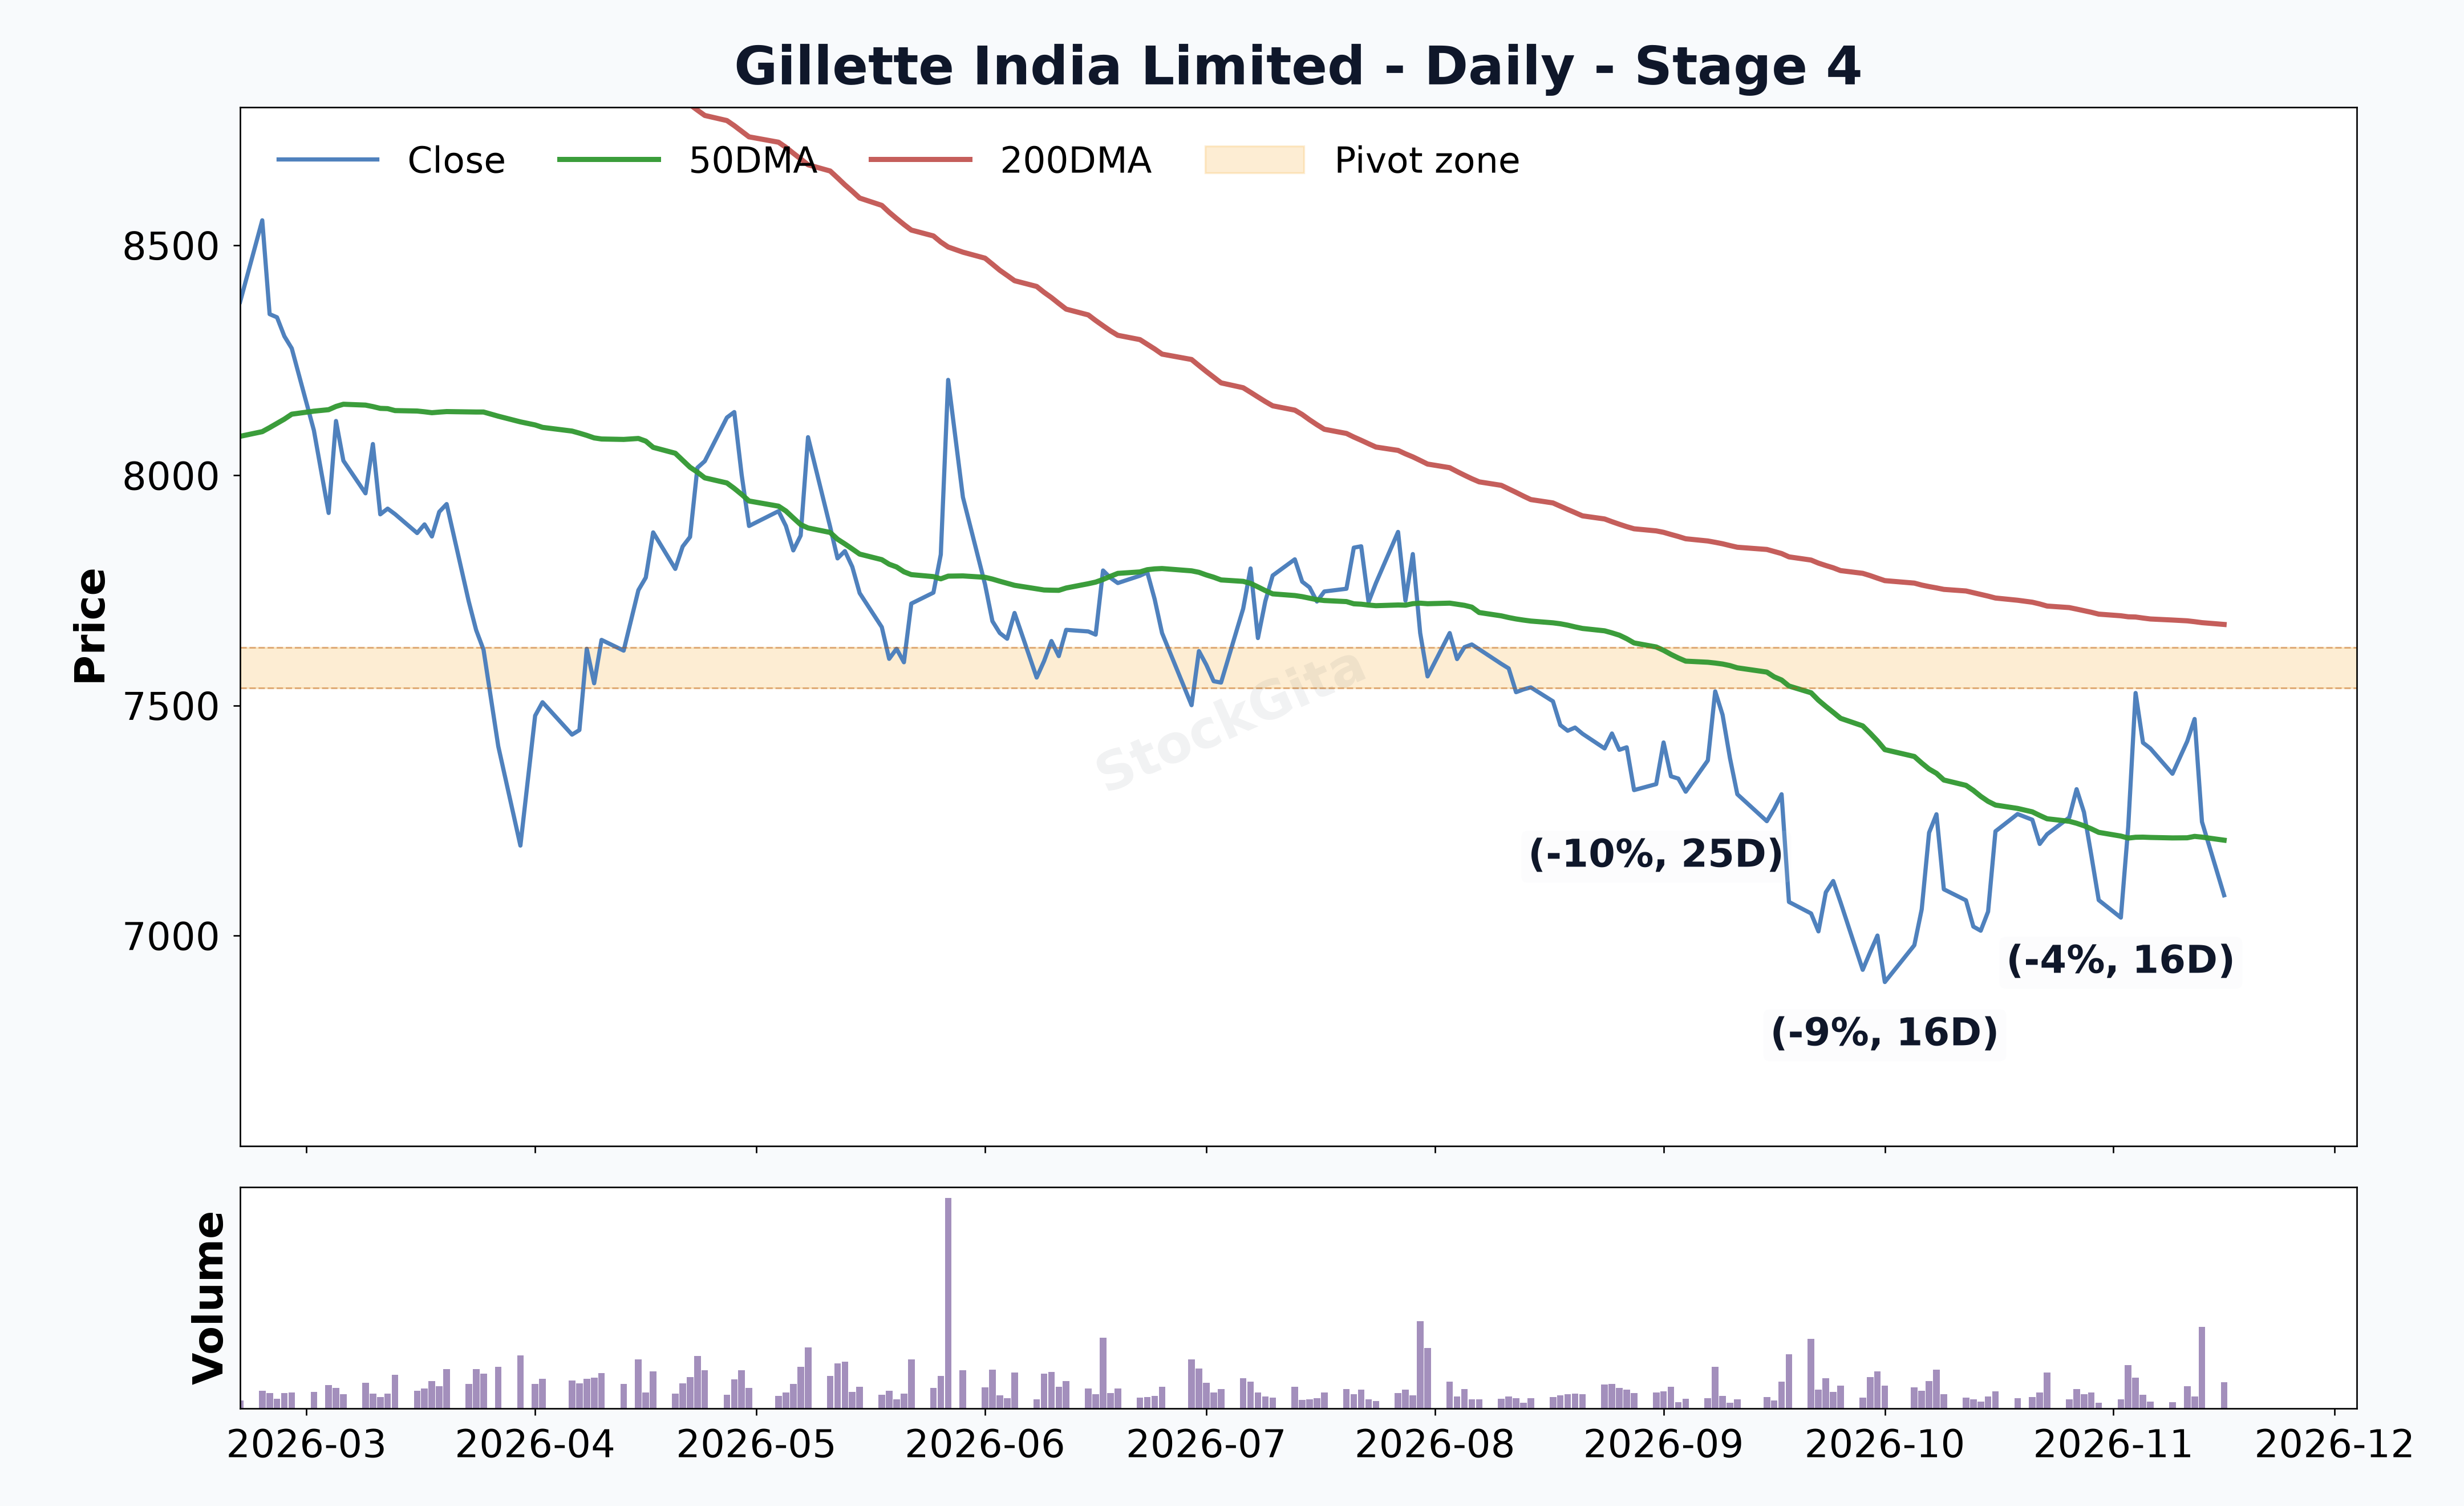 Gillette India Limited - Daily - Stage 4
Close 50DMA 200DMA Pivot zone
Price
8500
8000
7500
7000
StockGita
(-10%, 25D)
(-4%, 16D)
(-9%, 16D)
Volume
2026-03 2026-04 2026-05 2026-06 2026-07 2026-08 2026-09 2026-10 2026-11 2026-12